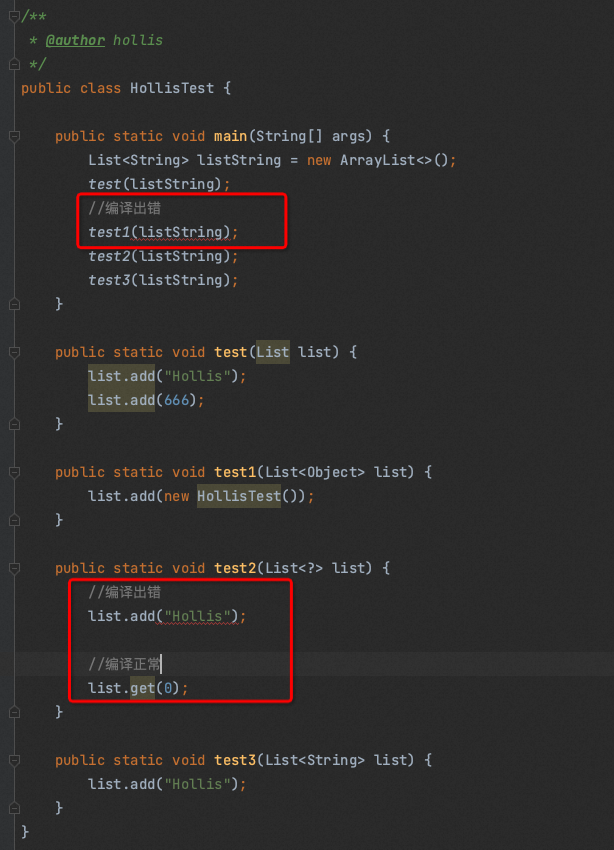 /**
 * @author hollis
 */
public class HollisTest {
    public static void main(String[] args) {
        List<String> listString = new ArrayList<>();
        test(listString);
        //编译出错
        test1(listString);
        test2(listString);
        test3(listString);
    }
    public static void test(List list) {
        list.add("Hollis");
        list.add(666);
    }
    public static void test1(List<Object> list) {
        list.add(new HollisTest());
    }
    public static void test2(List<?> list) {
        //编译出错
        list.add("Hollis");
        //编译正常
        list.get(0);
    }
    public static void test3(List<String> list) {
        list.add("Hollis");
    }
}